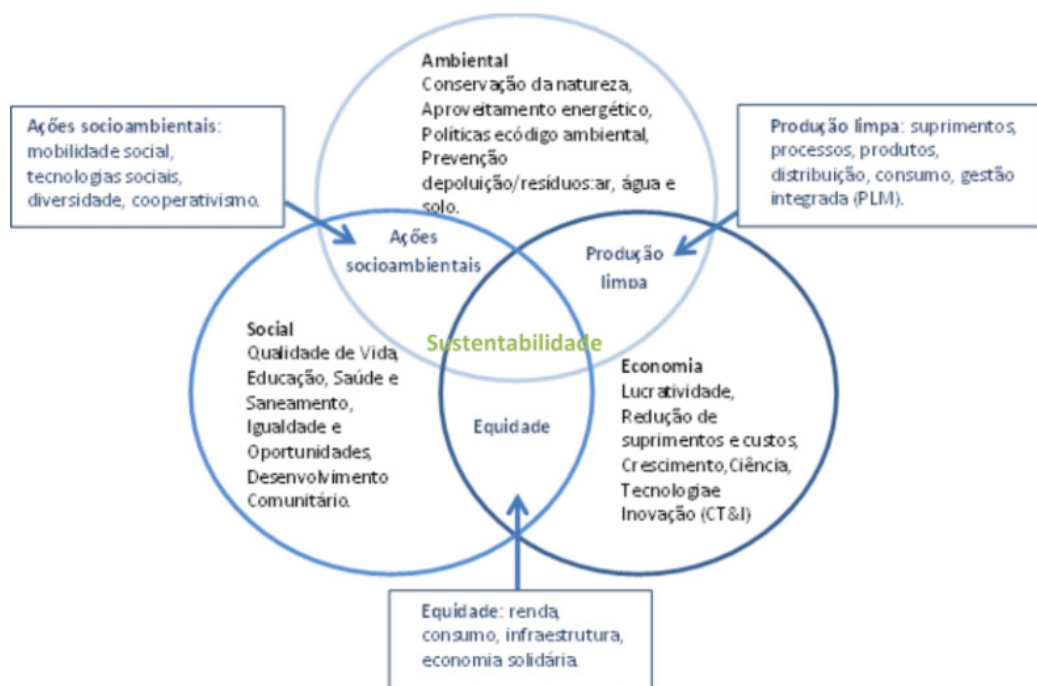 Ambiental
Conservação da natureza,
Aproveitamento energético,
Políticas ecódigo ambiental,
Prevenção
depoluição/resíduos:ar, água e
solo.
Ações socioambientais:
mobilidade social,
tecnologias sociais,
diversidade, cooperativismo.
Produção limpa: suprimentos,
processos, produtos,
distribuição, consumo, gestão
integrada (PLM).
Ações
socioambientais
Produção
limpa
Sustentabilidade
Social
Qualidade de Vida,
Educação, Saúde e
Saneamento,
Igualdade e
Oportunidades,
Desenvolvimento
Comunitário.
Economia
Lucratividade,
Redução de
suprimentos e custos,
Crescimento,Ciência,
Tecnologiae
Inovação (CT&I)
Equidade
Equidade: renda,
consumo, infraestrutura,
economia solidária.